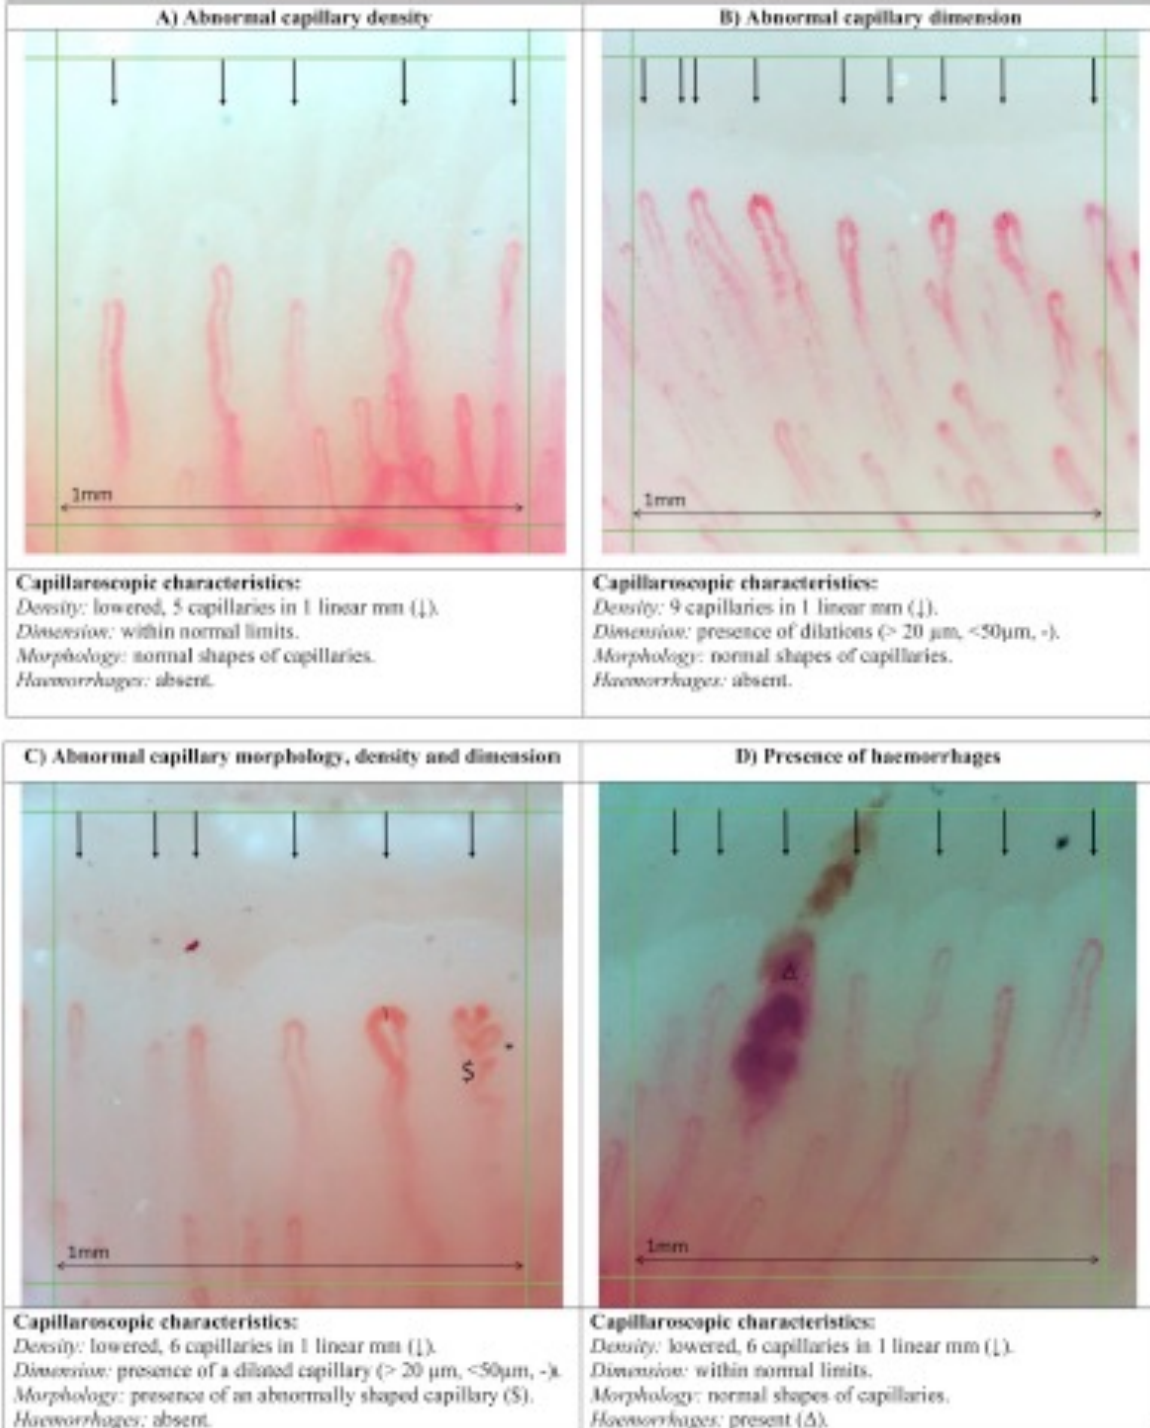 A) Abnormal capillary density
B) Abnormal capillary dimension
1mm
1mm
Capillaroscopic characteristics:
Density: lowered, 5 capillaries in 1 linear mm (↓).
Dimension: within normal limits.
Morphology: normal shapes of capillaries.
Haemorrhages: absent.
Capillaroscopic characteristics:
Density: 9 capillaries in 1 linear mm (↓).
Dimension: presence of dilations (> 20 µm, <50µm, -).
Morphology: normal shapes of capillaries.
Haemorrhages: absent.
C) Abnormal capillary morphology, density and dimension
D) Presence of haemorrhages
$
1mm
Δ
1mm
Capillaroscopic characteristics:
Density: lowered, 6 capillaries in 1 linear mm (↓).
Dimension: presence of a dilated capillary (> 20 µm, <50µm, -).
Morphology: presence of an abnormally shaped capillary ($).
Haemorrhages: absent.
Capillaroscopic characteristics:
Density: lowered, 6 capillaries in 1 linear mm (↓).
Dimension: within normal limits.
Morphology: normal shapes of capillaries.
Haemorrhages: present (Δ).